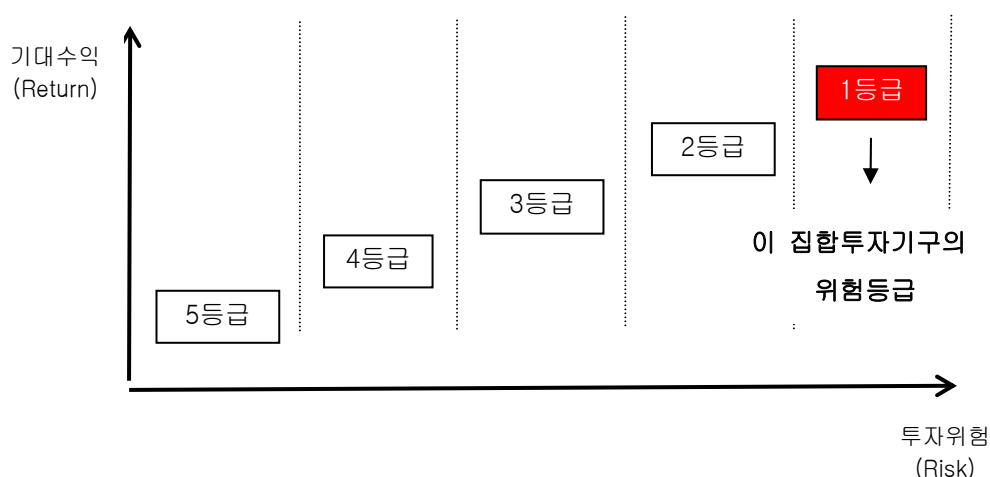 기대수익
(Return)
1등급
2등급
3등급
이 집합투자기구의
위험등급
4등급
5등급
투자위험
(Risk)